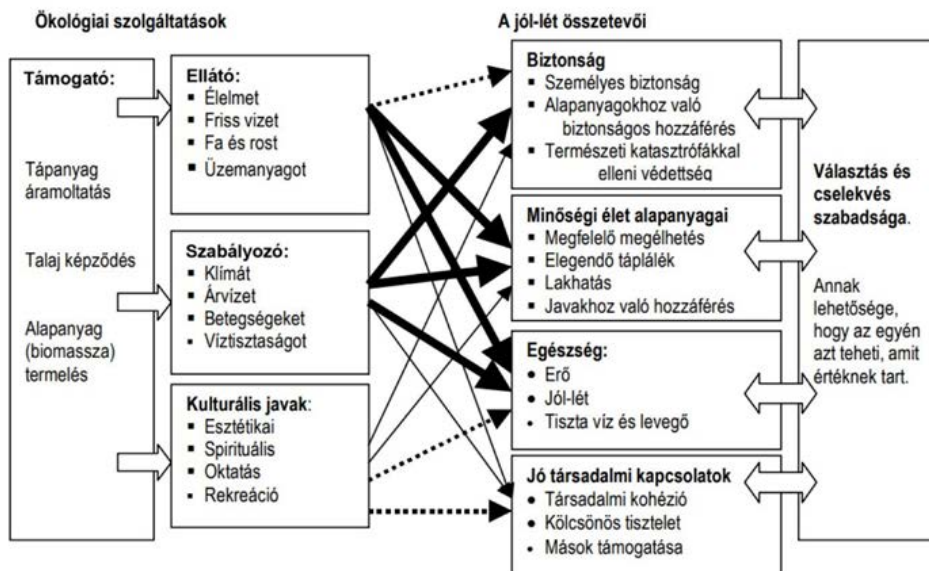 Ökológiai szolgáltatások
A jól-lét összetevői
Támogató:
Tápanyag
áramoltatás
Talaj képződés
Alapanyag
(biomassza)
termelés
Ellátó:
▪ Élelmet
▪ Friss vizet
▪ Fa és rost
▪ Üzemanyagot
Szabályozó:
▪ Klímát
▪ Árvízet
▪ Betegségeket
▪ Víztisztaságot
Kulturális javak:
▪ Esztétikai
▪ Spirituális
▪ Oktatás
▪ Rekreáció
Biztonság
▪ Személyes biztonság
▪ Alapanyagokhoz való
biztonságos hozzáférés
▪ Természeti katasztrófákkal
elleni védettség
Minőségi élet alapanyagai
▪ Megfelelő megélhetés
▪ Elegendő táplálék
▪ Lakhatás
▪ Javakhoz való hozzáférés
Egészség:
• Erő
• Jól-lét
• Tiszta víz és levegő
Jó társadalmi kapcsolatok
• Társadalmi kohézió
• Kölcsönös tisztelet
• Mások támogatása
Választás és
cselekvés
szabadsága.
Annak
lehetősége,
hogy az egyén
azt teheti, amit
értéknek tart.